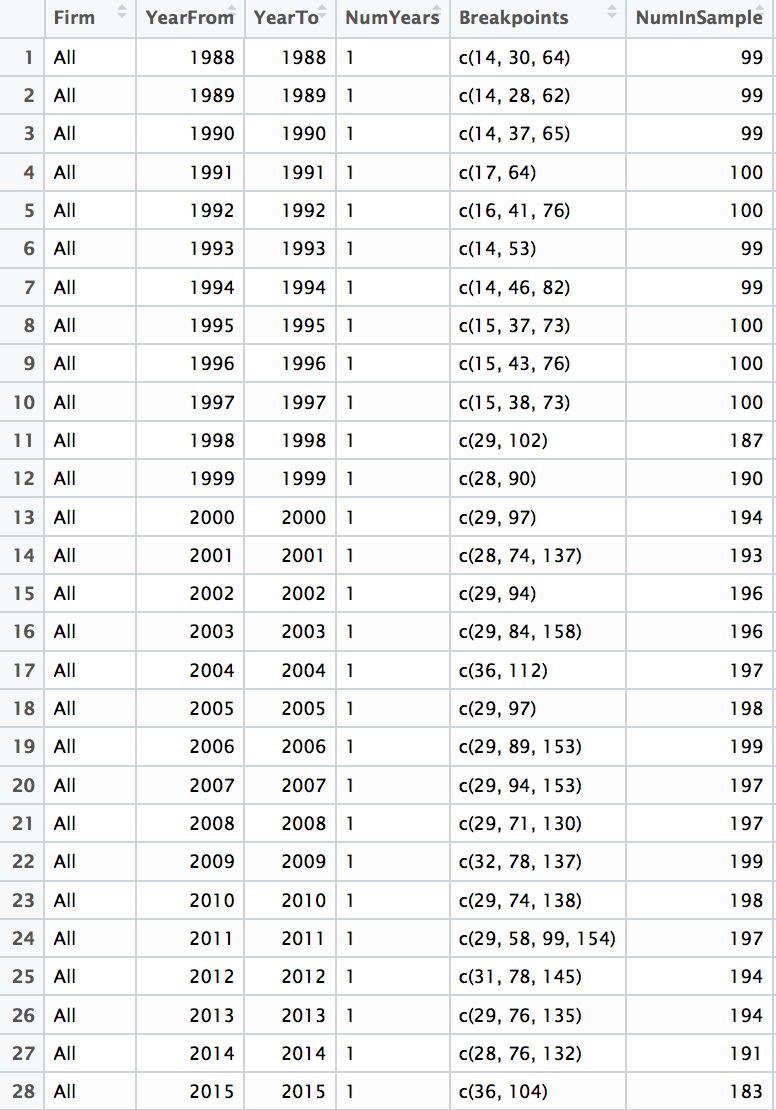 Firm YearFrom YearTo NumYears Breakpoints NumInSample
1 All 1988 1988 1 c(14, 30, 64) 99
2 All 1989 1989 1 c(14, 28, 62) 99
3 All 1990 1990 1 c(14, 37, 65) 99
4 All 1991 1991 1 c(17, 64) 100
5 All 1992 1992 1 c(16, 41, 76) 100
6 All 1993 1993 1 c(14, 53) 99
7 All 1994 1994 1 c(14, 46, 82) 99
8 All 1995 1995 1 c(15, 37, 73) 100
9 All 1996 1996 1 c(15, 43, 76) 100
10 All 1997 1997 1 c(15, 38, 73) 100
11 All 1998 1998 1 c(29, 102) 187
12 All 1999 1999 1 c(28, 90) 190
13 All 2000 2000 1 c(29, 97) 194
14 All 2001 2001 1 c(28, 74, 137) 193
15 All 2002 2002 1 c(29, 94) 196
16 All 2003 2003 1 c(29, 84, 158) 196
17 All 2004 2004 1 c(36, 112) 197
18 All 2005 2005 1 c(29, 97) 198
19 All 2006 2006 1 c(29, 89, 153) 199
20 All 2007 2007 1 c(29, 94, 153) 197
21 All 2008 2008 1 c(29, 71, 130) 197
22 All 2009 2009 1 c(32, 78, 137) 199
23 All 2010 2010 1 c(29, 74, 138) 198
24 All 2011 2011 1 c(29, 58, 99, 154) 197
25 All 2012 2012 1 c(31, 78, 145) 194
26 All 2013 2013 1 c(29, 76, 135) 194
27 All 2014 2014 1 c(28, 76, 132) 191
28 All 2015 2015 1 c(36, 104) 183